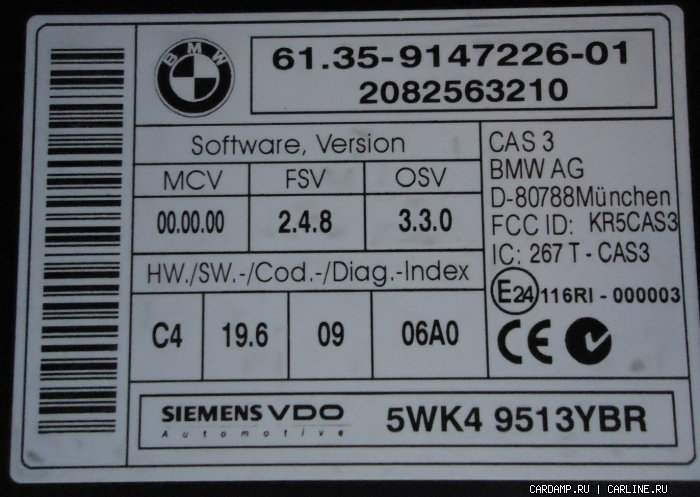 BMW
61.35-9147226-01
2082563210
Software, Version
MCV FSV OSV
00.00.00 2.4.8 3.3.0
HW./SW.-/Cod.-/Diag.-Index
C4 19.6 09 06A0
CAS 3
BMW AG
D-80788München
FCC ID: KR5CAS3
IC: 267 T - CAS3
E24 116RI - 000003
CE
SIEMENS VDO
Automotive
5WK4 9513YBR
CARDAMP.RU | CARLINE.RU